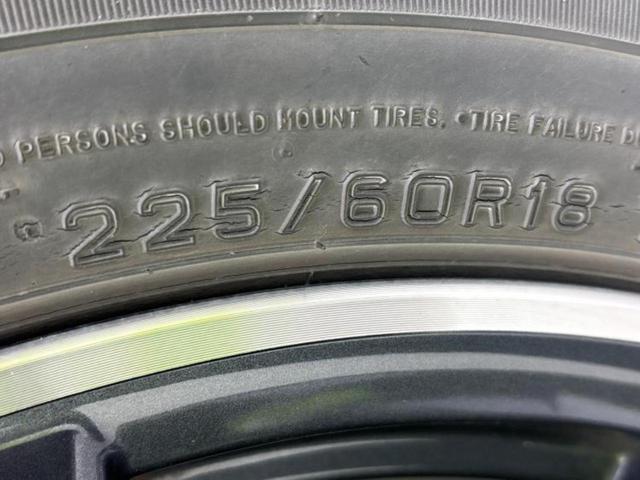 PERSONS SHOULD MOUNT TIRES. •TIRE FAILURE
225/60R18